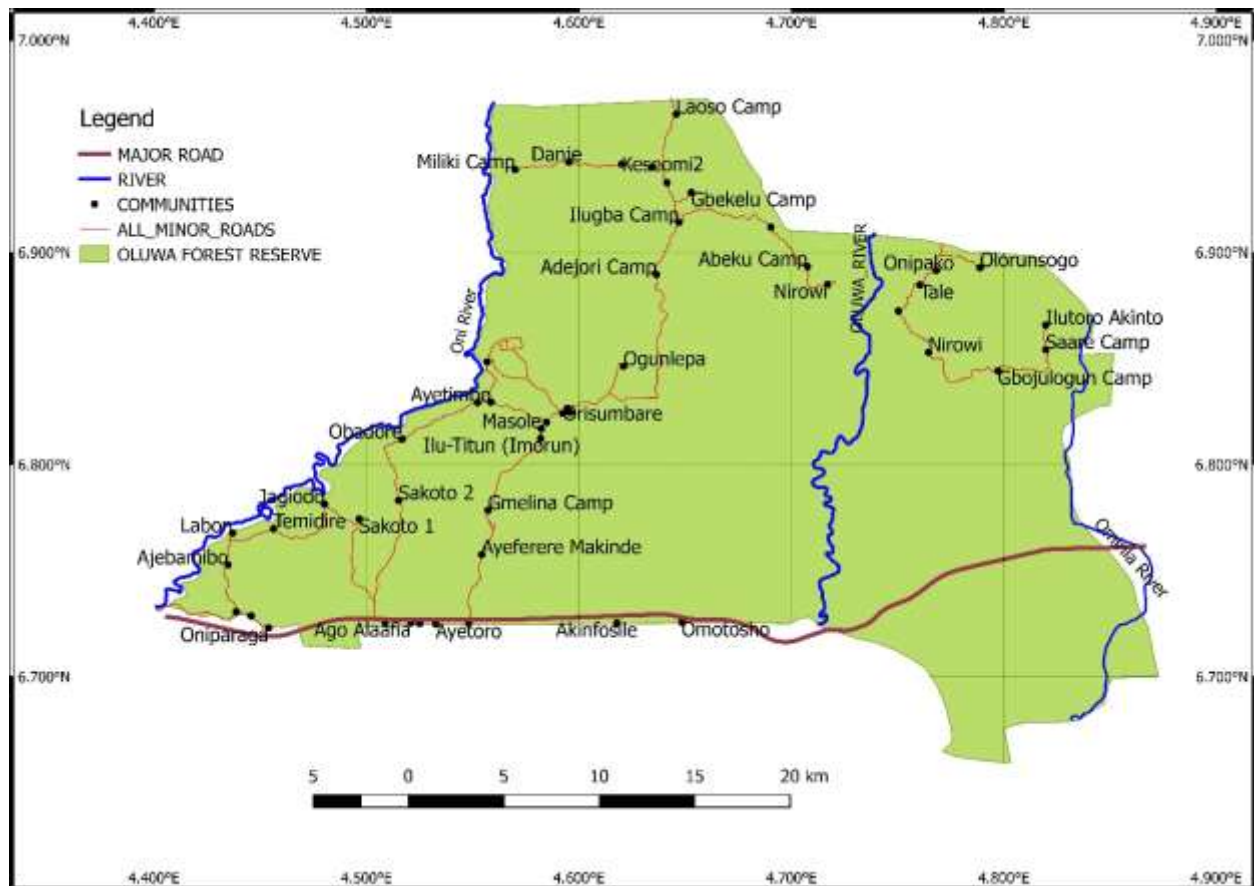 4.400°E 4.500°E 4.600°E 4.700°E 4.800°E 4.900°E
7.000°N 7.000°N
Legend
MAJOR ROAD
RIVER
COMMUNITIES
ALL_MINOR_ROADS
OLUWA FOREST RESERVE
Laoso Camp
Miliki Camp
Danje
Keseomi2
Gbekelu Camp
Ilugba Camp
6.900°N 6.900°N
Adejori Camp
Abeku Camp
Nirowi
OLUWA_RIVER
Onipako
Olorunsogo
Tale
Ilutoro Akinto
Nirowi
Saare Camp
Gbojulogun Camp
Oni River
Ogunlepa
Ayetimbo
Orisumbare
Masole
Obadore
Ilu-Titun (Imorun)
6.800°N 6.800°N
Jagiodo
Sakoto 2
Gmelina Camp
Labon
Temidire
Sakoto 1
Ajebamibo
Ayeferere Makinde
River
Oniparaga
Ago Alaafia
Ayetoro
Akinfosile
Omotosho
6.700°N 6.700°N
5 0 5 10 15 20 km
4.400°E 4.500°E 4.600°E 4.700°E 4.800°E 4.900°E